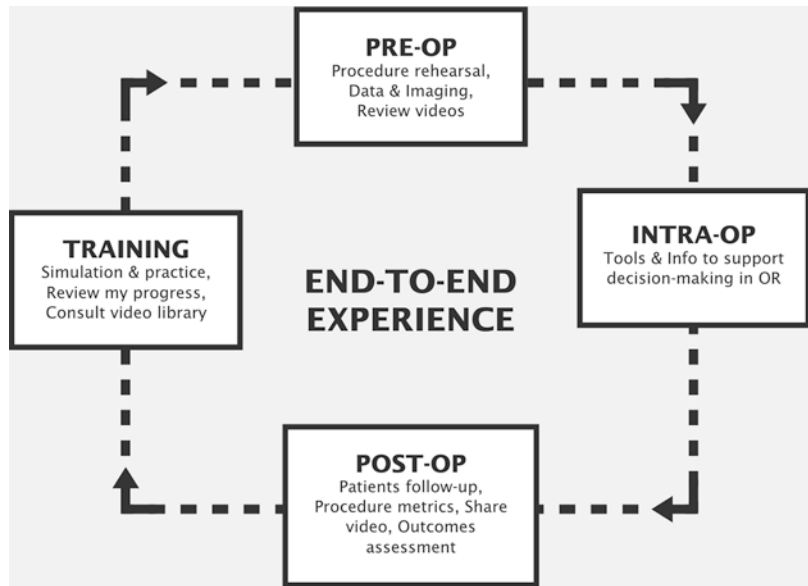 PRE-OP
Procedure rehearsal,
Data & Imaging,
Review videos
INTRA-OP
Tools & Info to support
decision-making in OR
TRAINING
Simulation & practice,
Review my progress,
Consult video library
END-TO-END
EXPERIENCE
POST-OP
Patients follow-up,
Procedure metrics, Share
video, Outcomes
assessment